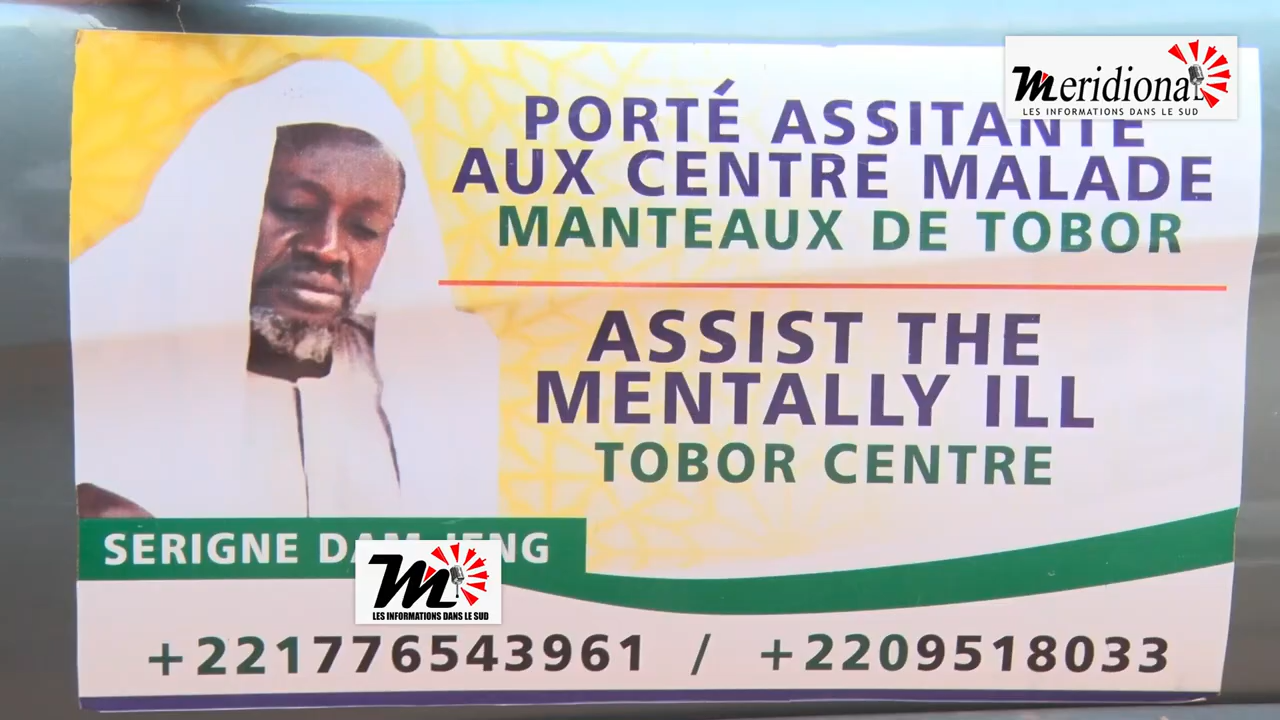 Meridional
LES INFORMATIONS DANS LE SUD
PORTÉ ASSITANTE
AUX CENTRE MALADE
MANTEAUX DE TOBOR
ASSIST THE
MENTALLY ILL
TOBOR CENTRE
SERIGNE DAM JENG
M
LES INFORMATIONS DANS LE SUD
+221776543961 / +2209518033